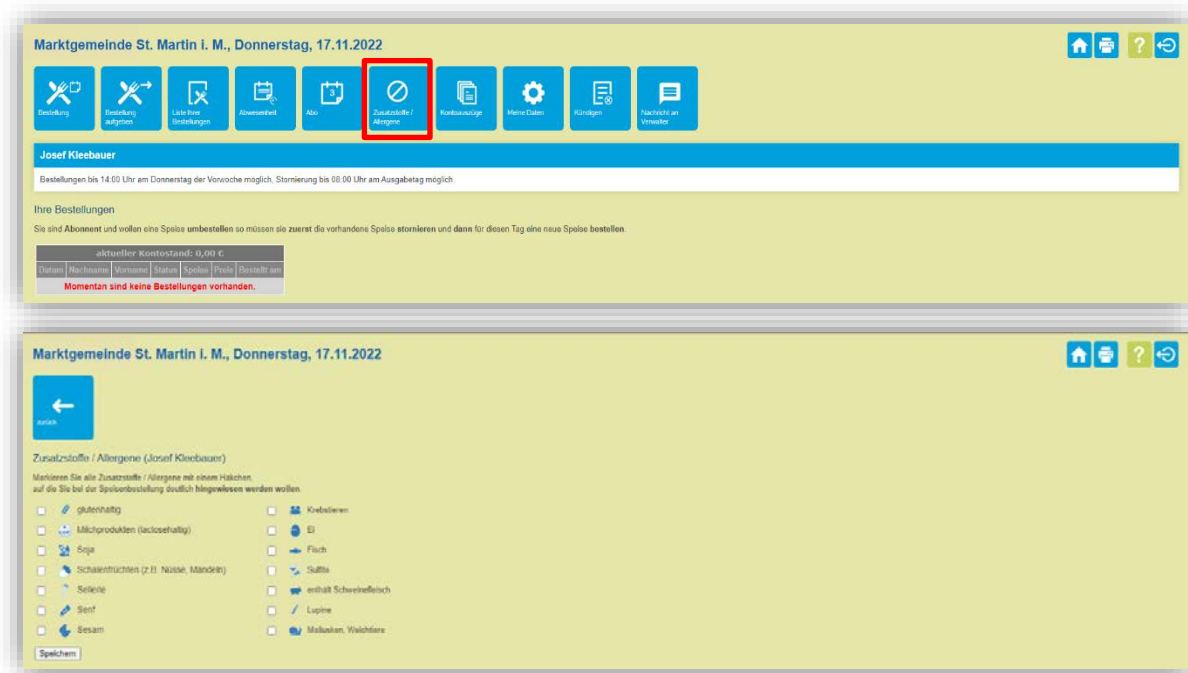 Marktgemeinde St. Martin i. M., Donnerstag, 17.11.2022
?
Bestellung
Bestellung aufgeben
Liste Ihrer Bestellungen
Abwesenheit
Abo
3
Zusatzstoffe / Allergene
Kontoauszüge
Meine Daten
Kündigen
Nachricht an Verwalter
Josef Kleebauer
Bestellungen bis 14:00 Uhr am Donnerstag der Vorwoche möglich, Stornierung bis 08:00 Uhr am Ausgabetag möglich
Ihre Bestellungen
Sie sind Abonnent und wollen eine Speise umbestellen so müssen sie zuerst die vorhandene Speise stornieren und dann für diesen Tag eine neue Speise bestellen.
aktueller Kontostand: 0,00 €
Datum Nachname Vorname Status Speise Preis Bestellt am
Momentan sind keine Bestellungen vorhanden.
Marktgemeinde St. Martin i. M., Donnerstag, 17.11.2022
?
zurück
Zusatzstoffe / Allergene (Josef Kleebauer)
Markieren Sie alle Zusatzstoffe / Allergene mit einem Häkchen,
auf die Sie bei der Speisenbestellung deutlich hingewiesen werden wollen.
glutenhaltig Krebstieren
Milchprodukten (lactosehaltig) Ei
Soja Fisch
Schalenfrüchten (z.B. Nüsse, Mandeln) Sulfite
Sellerie enthält Schweinefleisch
Senf Lupine
Sesam Mollusken, Weichtiere
Speichern